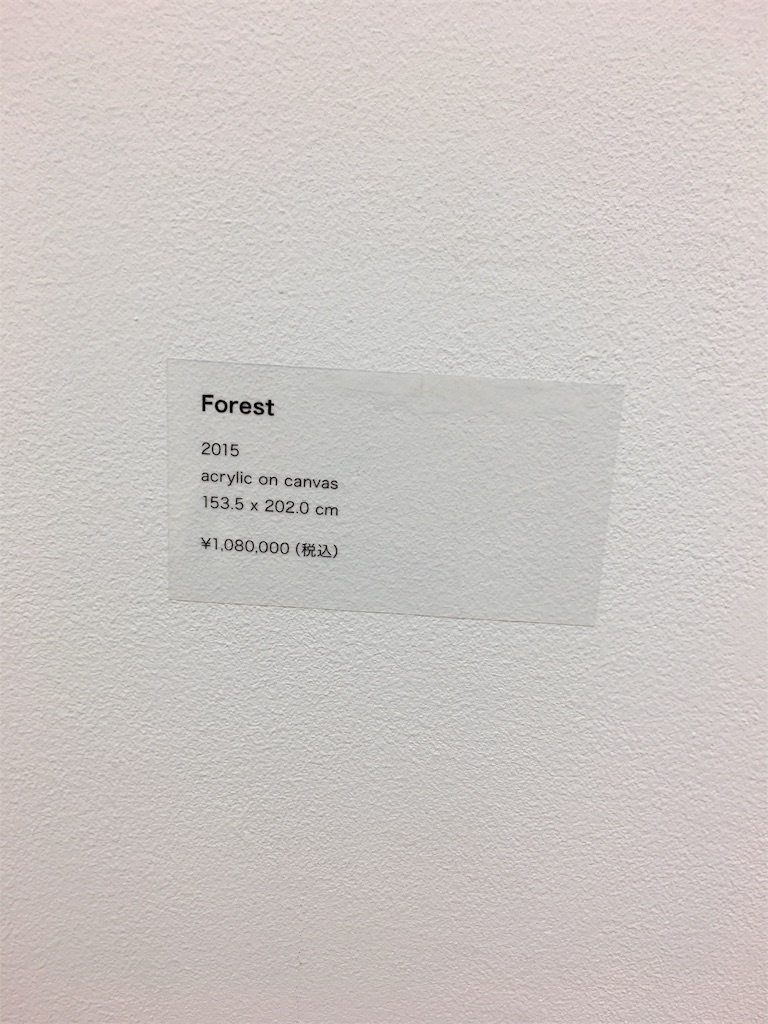 Forest
2015
acrylic on canvas
153.5 x 202.0 cm
¥1,080,000 (税込)